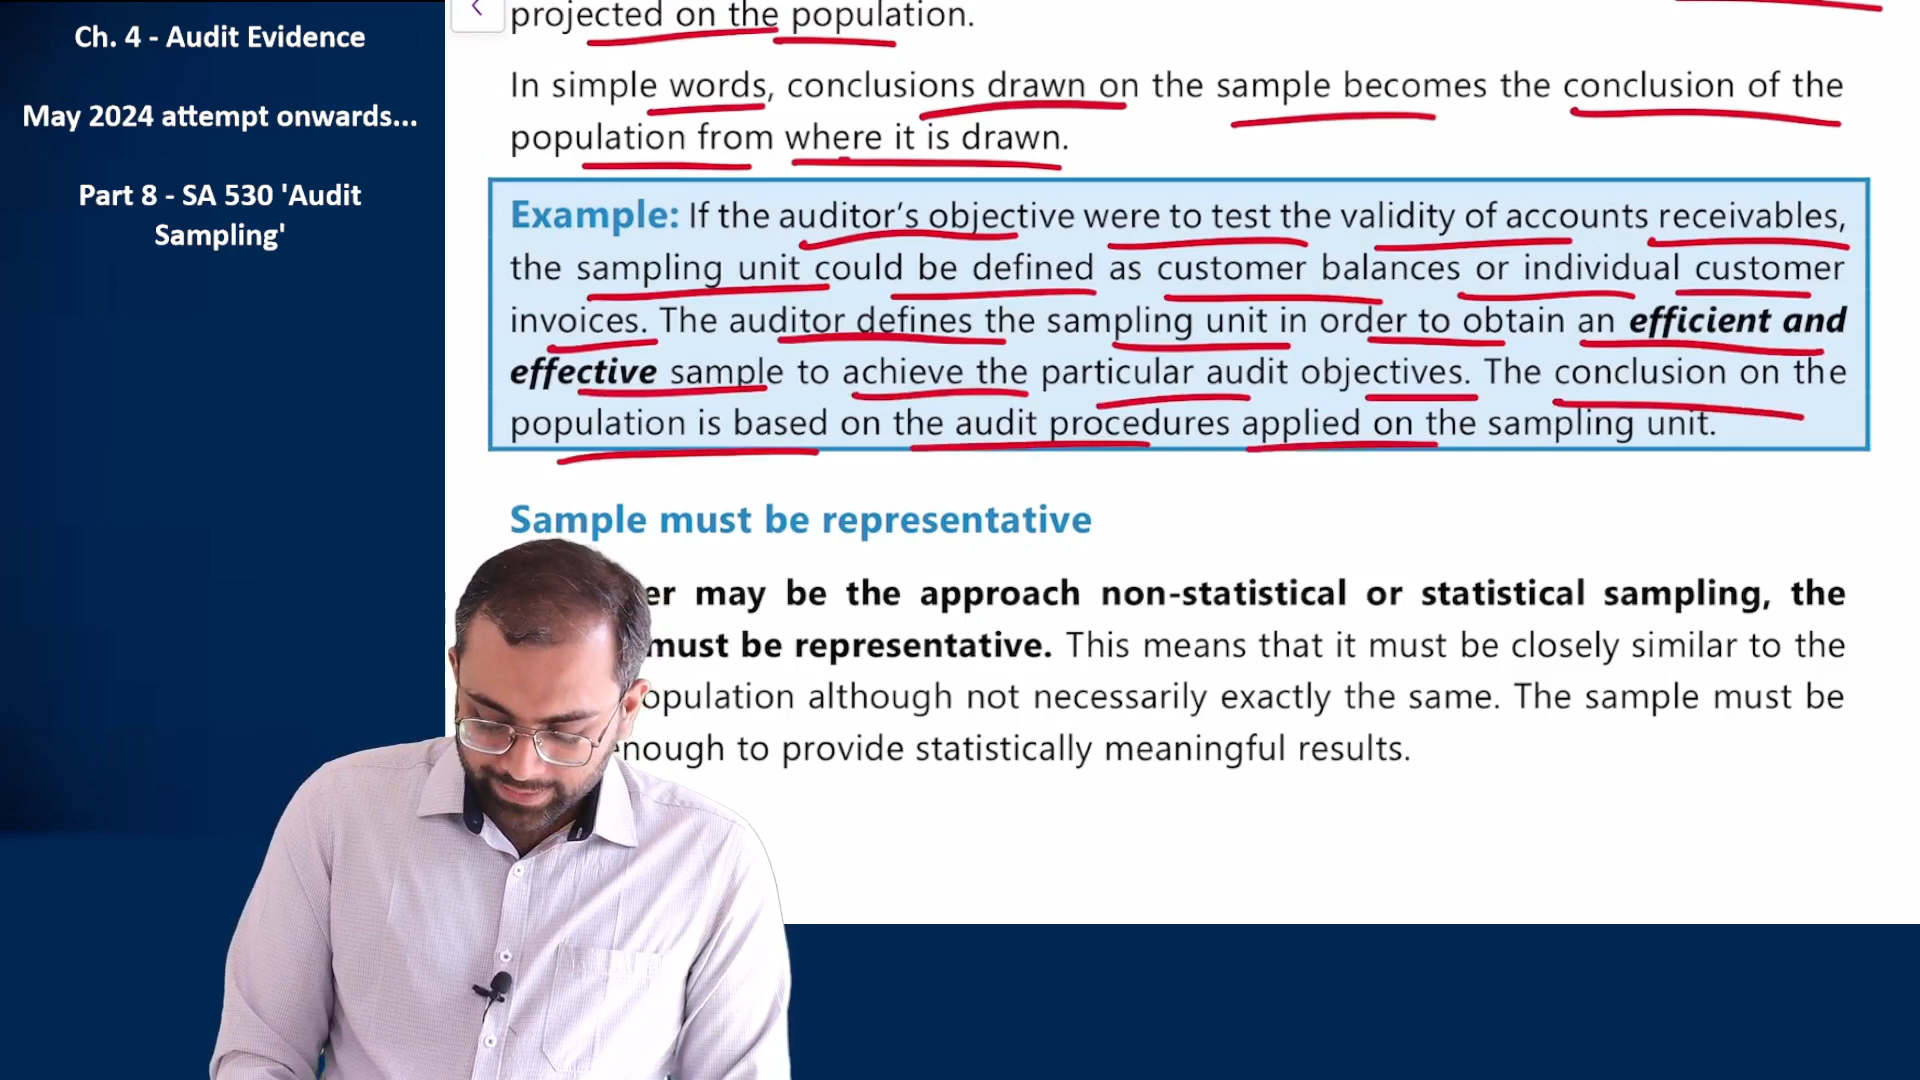 Ch. 4 - Audit Evidence
May 2024 attempt onwards...
Part 8 - SA 530 'Audit
Sampling'
projected on the population.
In simple words, conclusions drawn on the sample becomes the conclusion of the
population from where it is drawn.
Example: If the auditor's objective were to test the validity of accounts receivables,
the sampling unit could be defined as customer balances or individual customer
invoices. The auditor defines the sampling unit in order to obtain an efficient and
effective sample to achieve the particular audit objectives. The conclusion on the
population is based on the audit procedures applied on the sampling unit.
Sample must be representative
may be the approach non-statistical or statistical sampling, the
must be representative. This means that it must be closely similar to the
although not necessarily exactly the same. The sample must be
to provide statistically meaningful results.